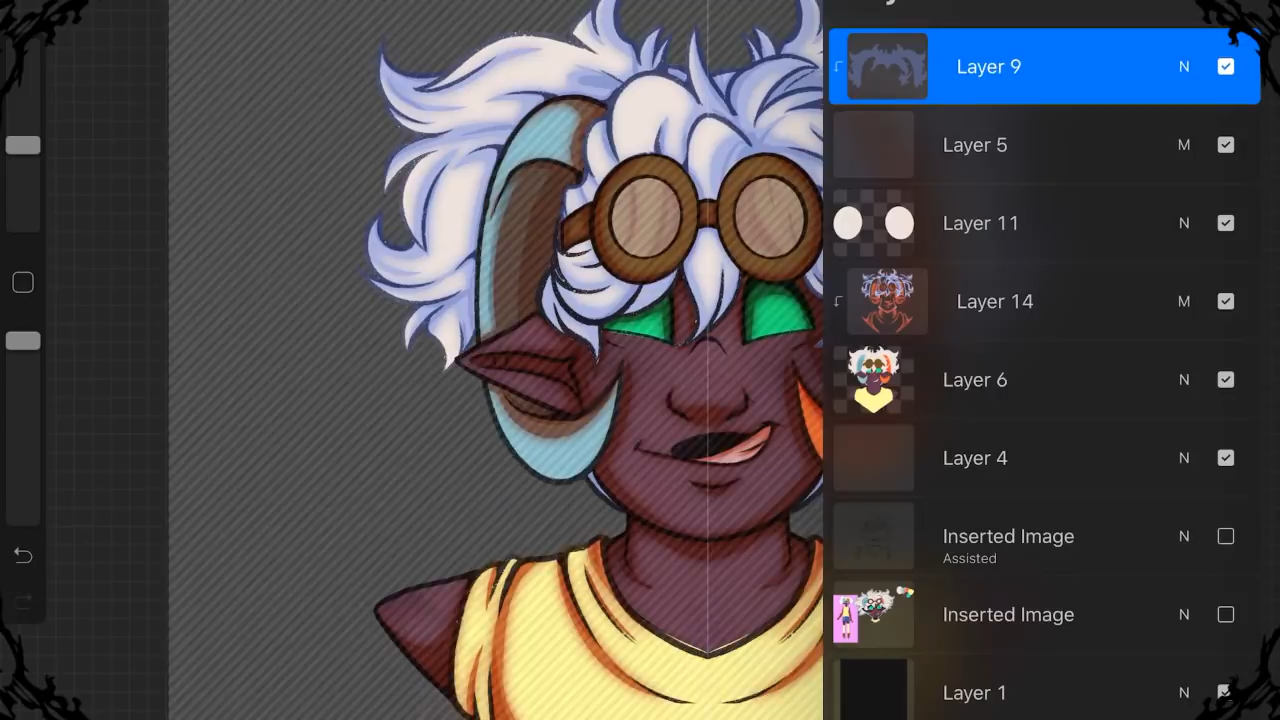 Layer 9 N
Layer 5 M
Layer 11 N
Layer 14 M
Layer 6 N
Layer 4 N
Inserted Image N
Assisted
Inserted Image N
Layer 1 N